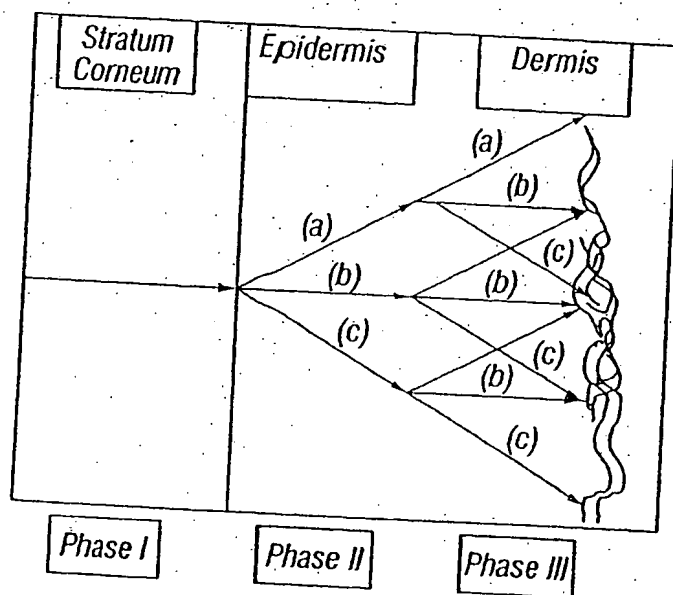 Stratum
Corneum
Epidermis
Dermis
(a)
(b)
(a)
(c)
(b)
(b)
(c)
(c)
(b)
(c)
Phase I
Phase II
Phase III